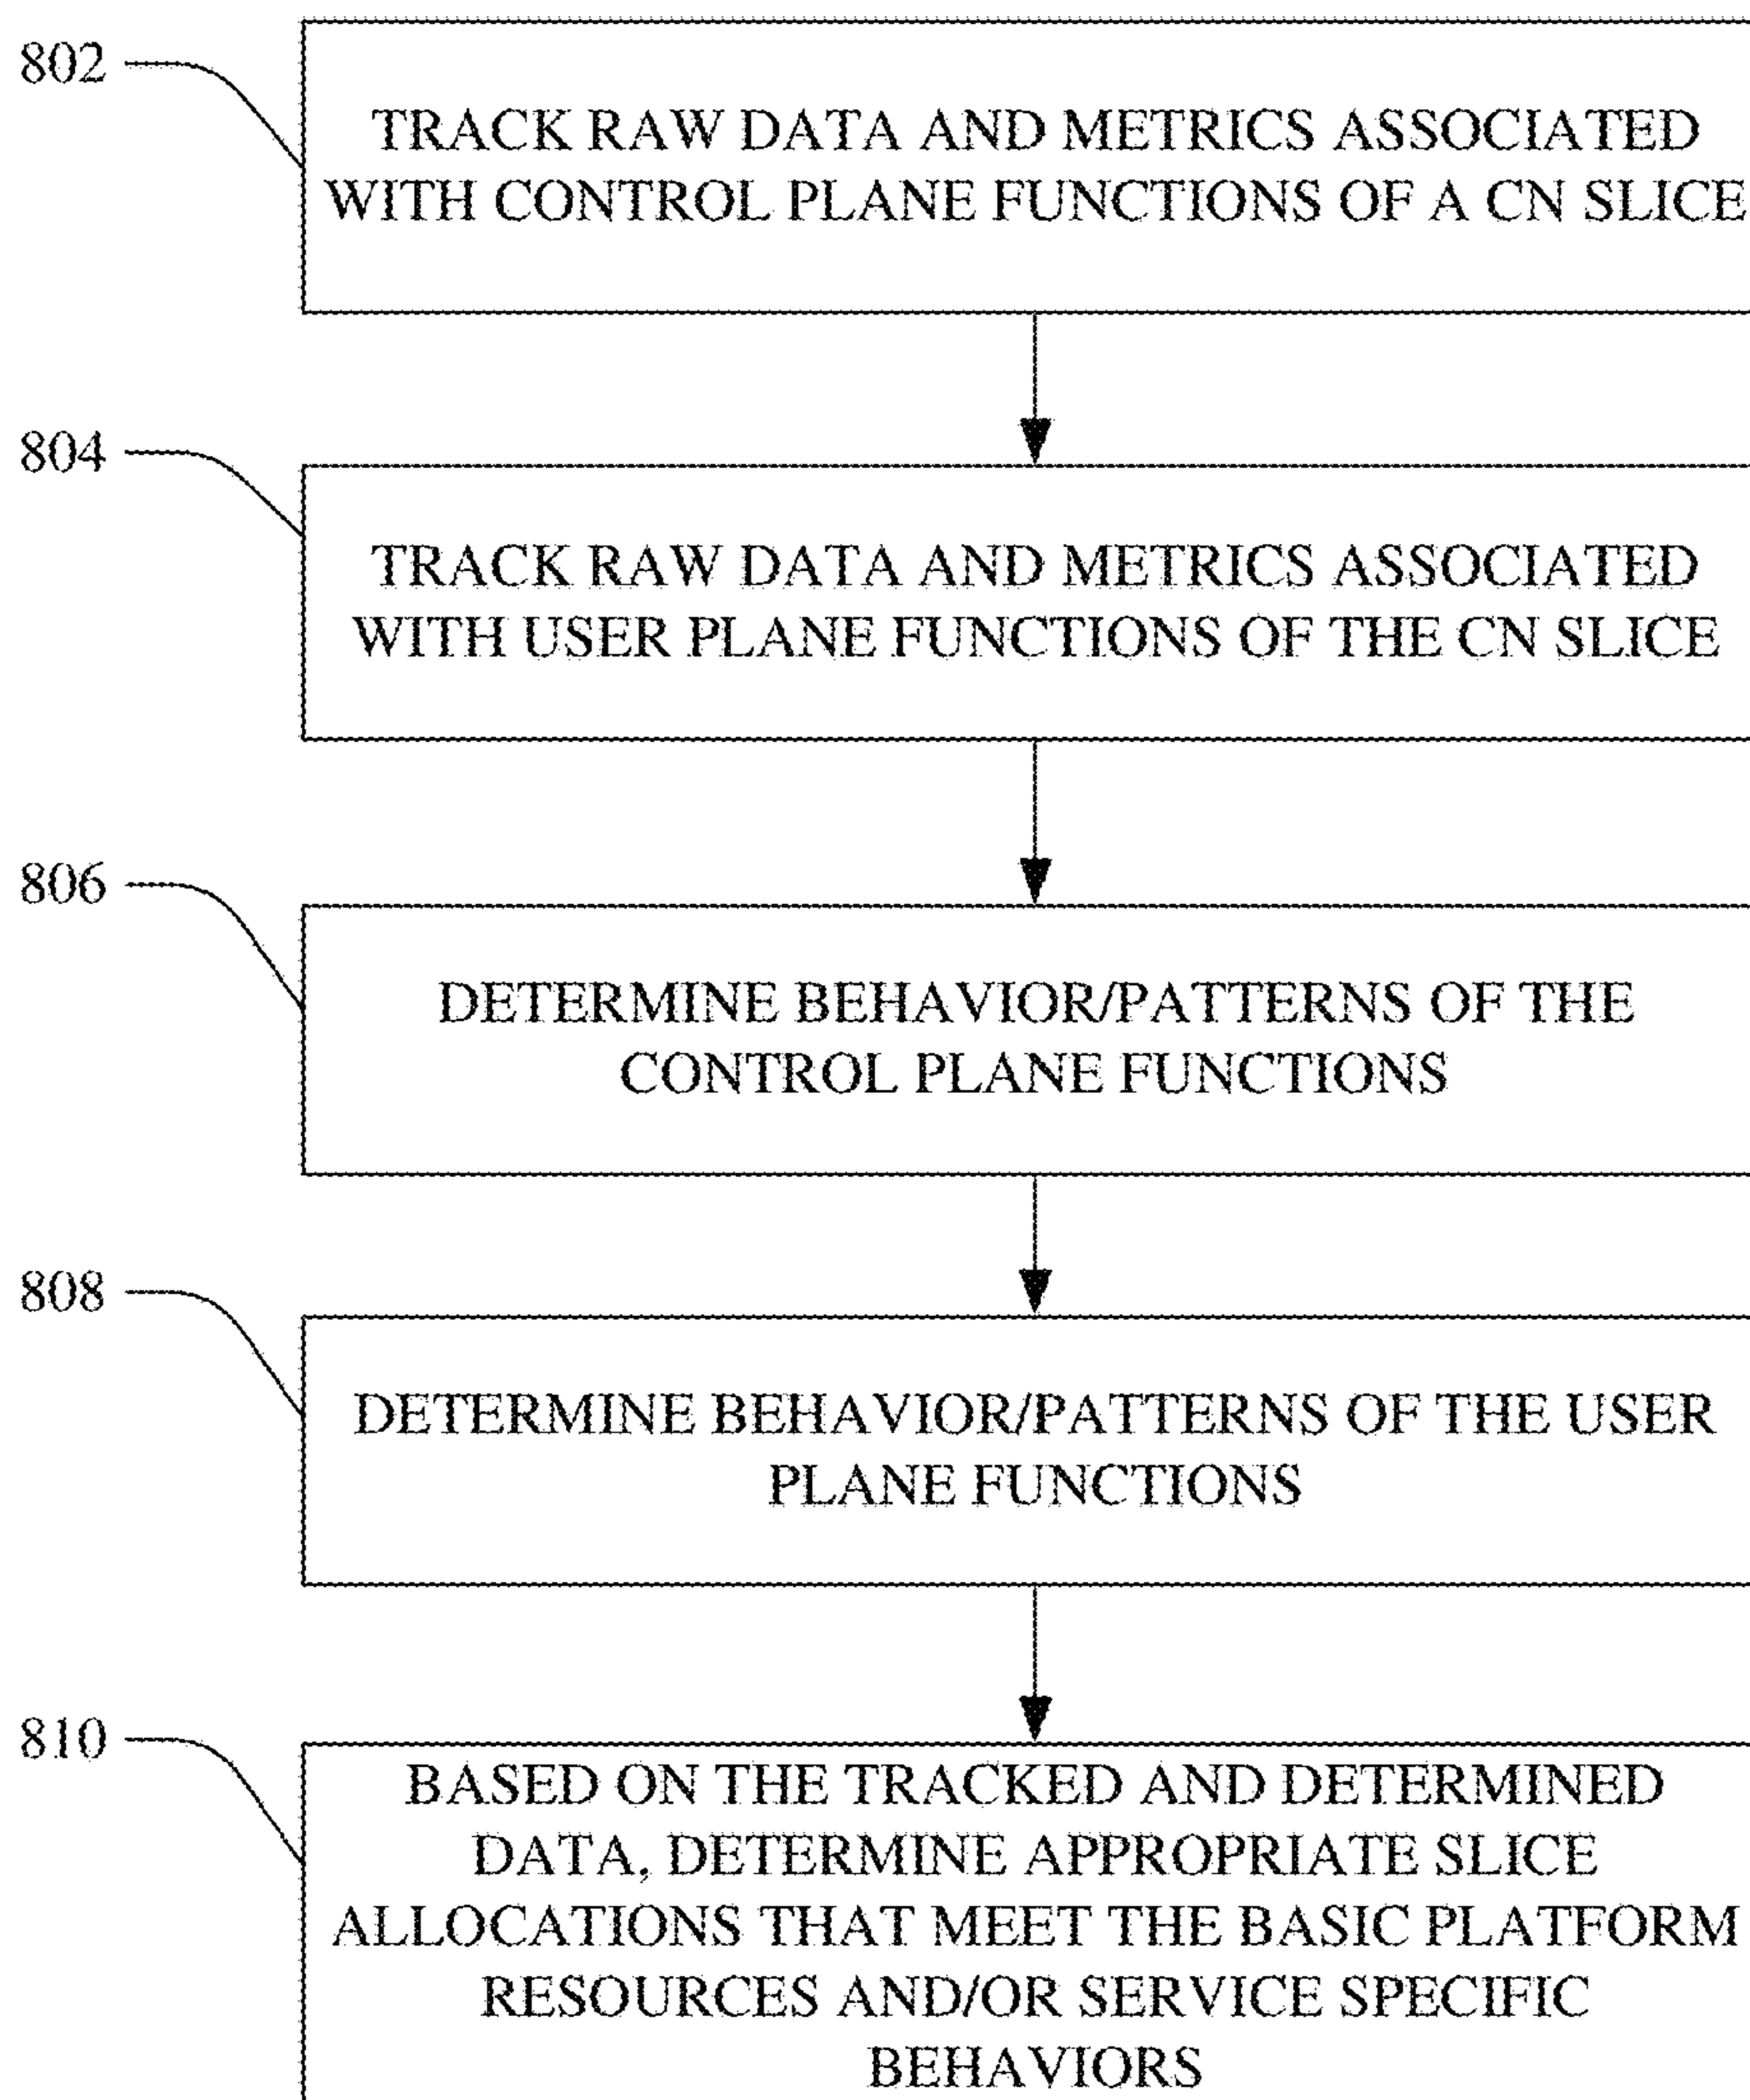 802
TRACK RAW DATA AND METRICS ASSOCIATED
WITH CONTROL PLANE FUNCTIONS OF A CN SLICE
804
TRACK RAW DATA AND METRICS ASSOCIATED
WITH USER PLANE FUNCTIONS OF THE CN SLICE
806
DETERMINE BEHAVIOR/PATTERNS OF THE
CONTROL PLANE FUNCTIONS
808
DETERMINE BEHAVIOR/PATTERNS OF THE USER
PLANE FUNCTIONS
810
BASED ON THE TRACKED AND DETERMINED
DATA, DETERMINE APPROPRIATE SLICE
ALLOCATIONS THAT MEET THE BASIC PLATFORM
RESOURCES AND/OR SERVICE SPECIFIC
BEHAVIORS